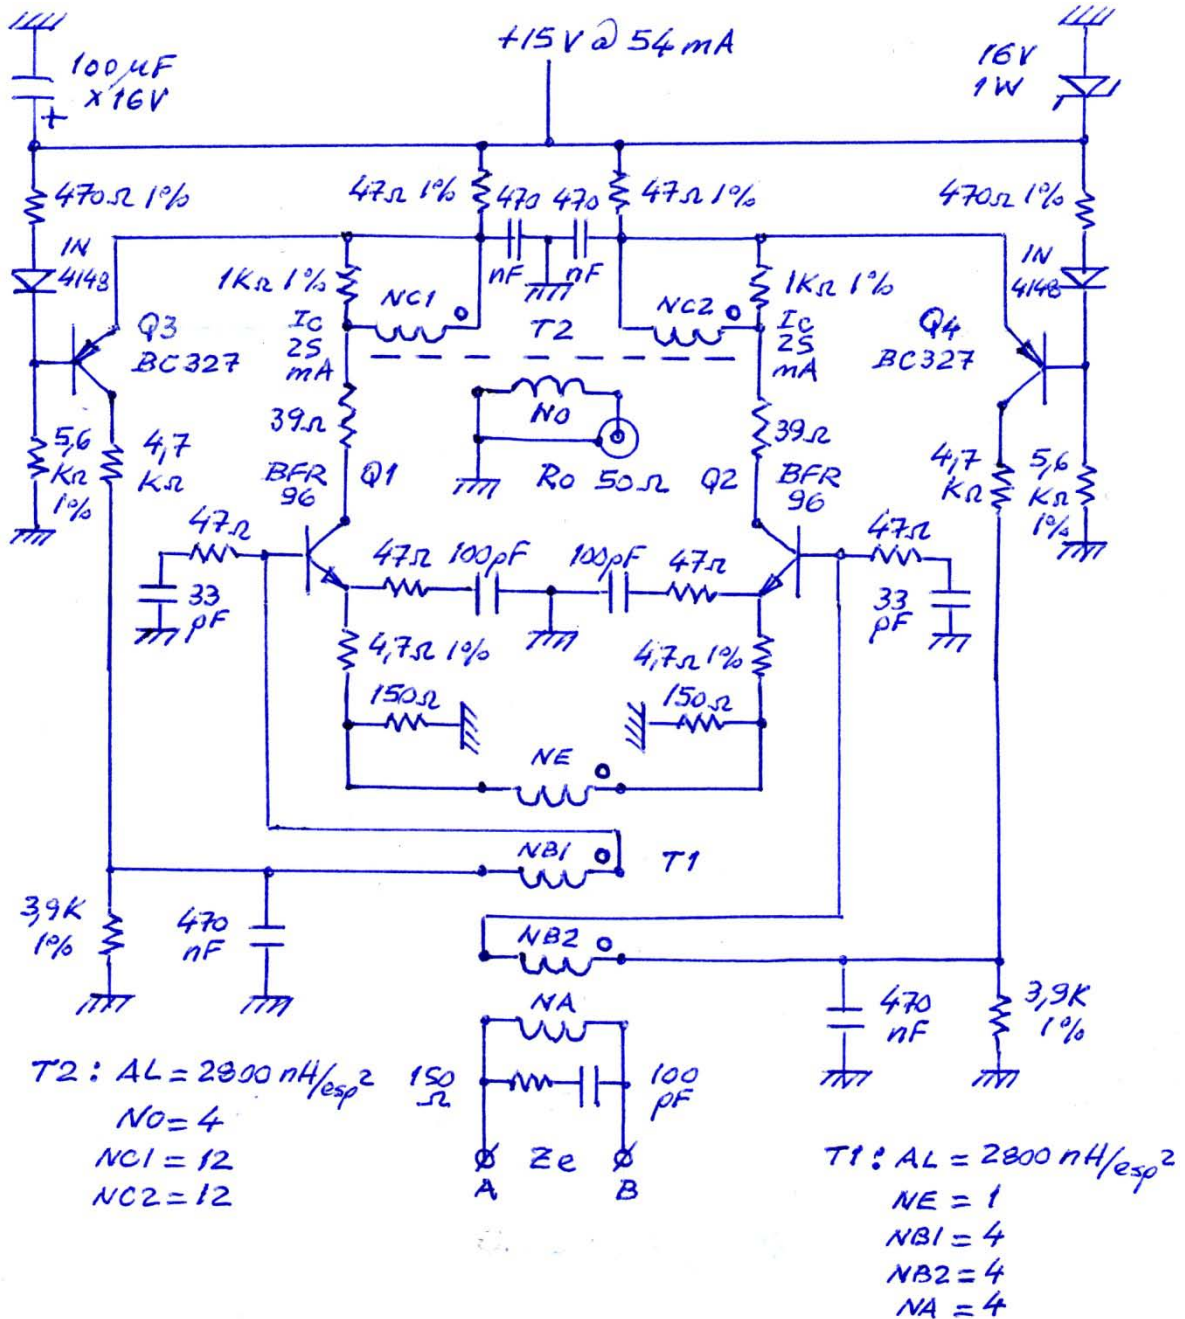 +15V@54mA
100µF
x16V
+
16V
1W
470Ω 1%
47Ω 1%
470
470
47Ω 1%
470Ω 1%
nF
nF
1N
4148
1KΩ 1%
NC1
NC2
1KΩ 1%
1N
4148
Q3
BC327
Ic
25
mA
T2
Ic
25
mA
Q4
BC327
39Ω
NO
39Ω
5,6
KΩ
1%
4,7
KΩ
BFR
96
Q1
Ro 50Ω
Q2
BFR
96
4,7
KΩ
5,6
KΩ
1%
47Ω
47Ω
100pF
100pF
47Ω
47Ω
33
pF
33
pF
4,7Ω 1%
4,7Ω 1%
150Ω
150Ω
NE
NB1
T1
3,9K
1%
470
nF
NB2
NA
470
nF
3,9K
1%
150
Ω
100
pF
A
Ze
B
T2: AL=2800nH/esp²
NO=4
NC1=12
NC2=12
T1: AL=2800nH/esp²
NE=1
NB1=4
NB2=4
NA=4